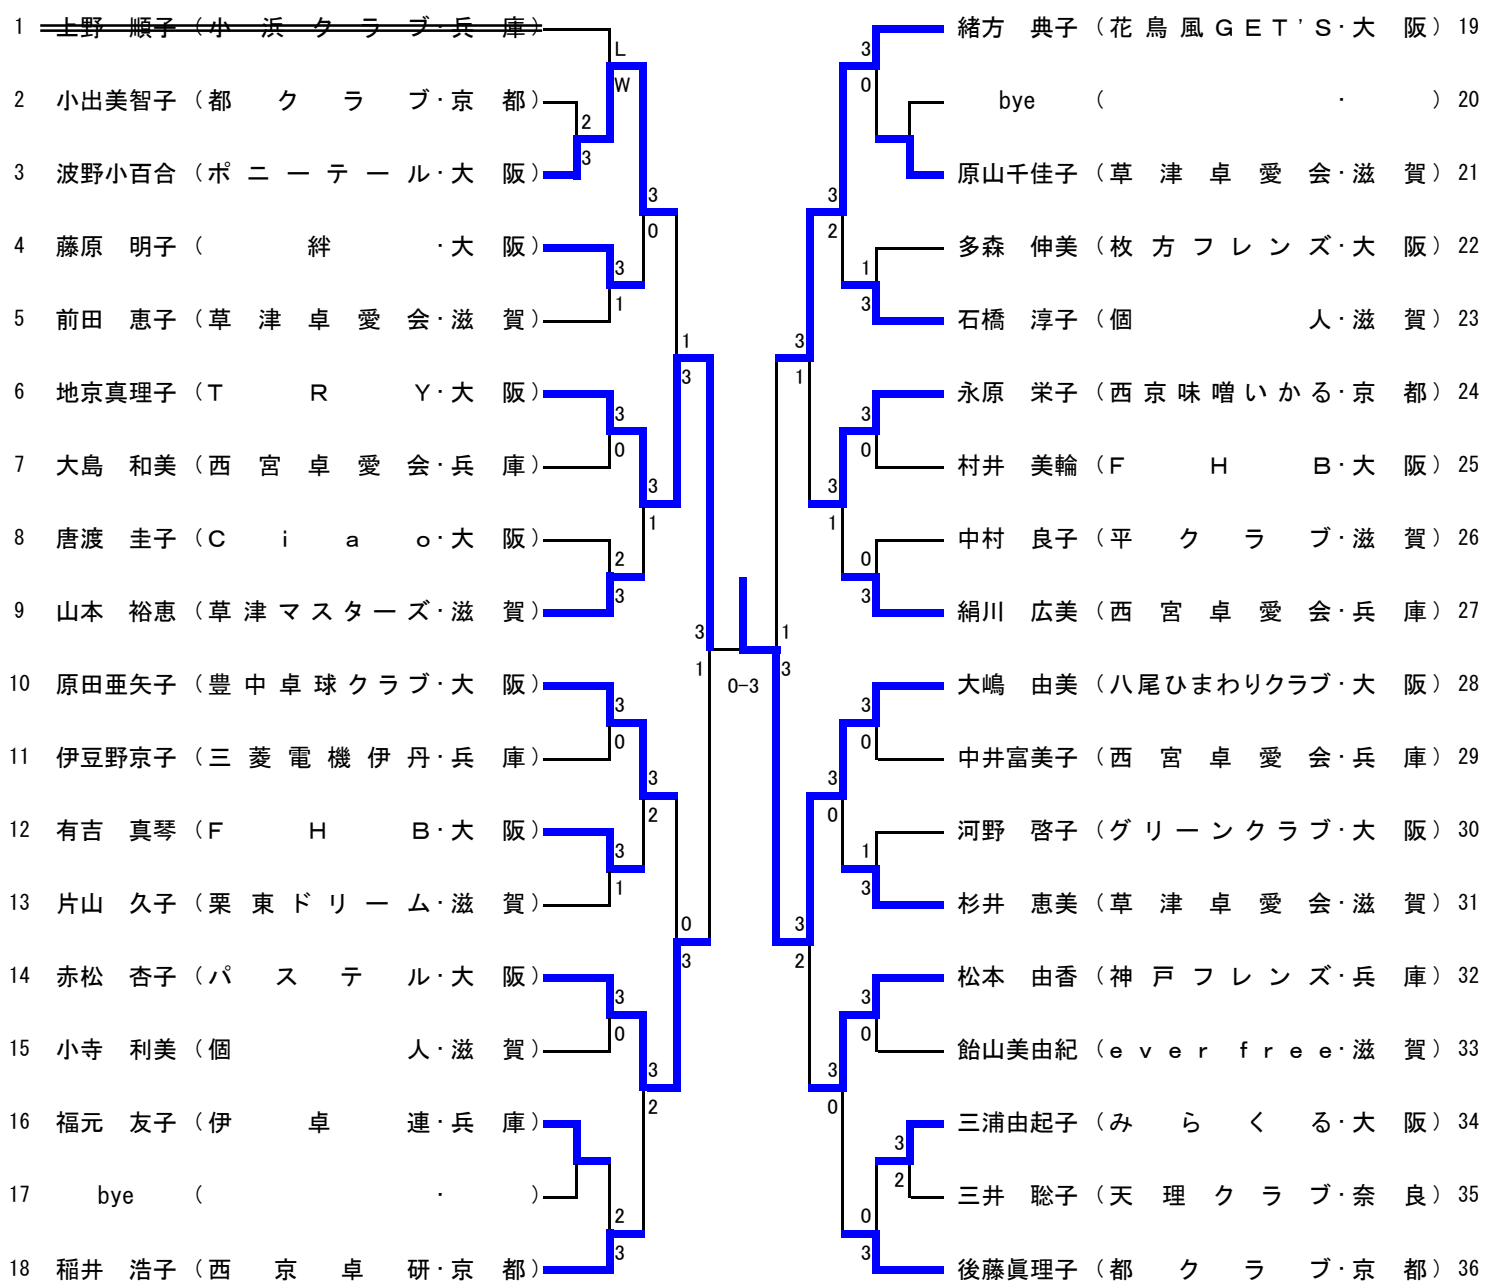 1 上野 順子 (小浜クラブ・兵庫)
L
W
2 小出美智子 (都クラブ・京都)
2
3
3 波野小百合 (ポニーテール・大阪)
3
0
4 藤原 明子 (絆・大阪)
3
1
5 前田 恵子 (草津卓愛会・滋賀)
1
3
6 地京真理子 (TRY・大阪)
3
0
7 大島 和美 (西宮卓愛会・兵庫)
3
1
8 唐渡 圭子 (Ciao・大阪)
2
3
9 山本 裕恵 (草津マスターズ・滋賀)
3
1
10 原田亜矢子 (豊中卓球クラブ・大阪)
3
0
11 伊豆野京子 (三菱電機伊丹・兵庫)
3
2
12 有吉 真琴 (FHB・大阪)
3
1
13 片山 久子 (栗東ドリーム・滋賀)
0
3
14 赤松 杏子 (パステル・大阪)
3
0
15 小寺 利美 (個人・滋賀)
3
2
16 福元 友子 (伊卓連・兵庫)
17 bye ( ・ )
2
3
18 稲井 浩子 (西京卓研・京都)
0-3
緒方 典子 (花鳥風GET'S・大阪) 19
3
0
bye ( ・ ) 20
原山千佳子 (草津卓愛会・滋賀) 21
3
2
多森 伸美 (枚方フレンズ・大阪) 22
1
3
石橋 淳子 (個人・滋賀) 23
3
1
永原 栄子 (西京味噌いかる・京都) 24
3
0
村井 美輪 (FHB・大阪) 25
3
1
中村 良子 (平クラブ・滋賀) 26
0
3
絹川 広美 (西宮卓愛会・兵庫) 27
1
3
大嶋 由美 (八尾ひまわりクラブ・大阪) 28
3
0
中井富美子 (西宮卓愛会・兵庫) 29
3
0
河野 啓子 (グリーンクラブ・大阪) 30
1
3
杉井 恵美 (草津卓愛会・滋賀) 31
3
2
松本 由香 (神戸フレンズ・兵庫) 32
3
0
飴山美由紀 (ever free・滋賀) 33
3
0
三浦由起子 (みらくる・大阪) 34
3
2
三井 聡子 (天理クラブ・奈良) 35
0
3
後藤眞理子 (都クラブ・京都) 36